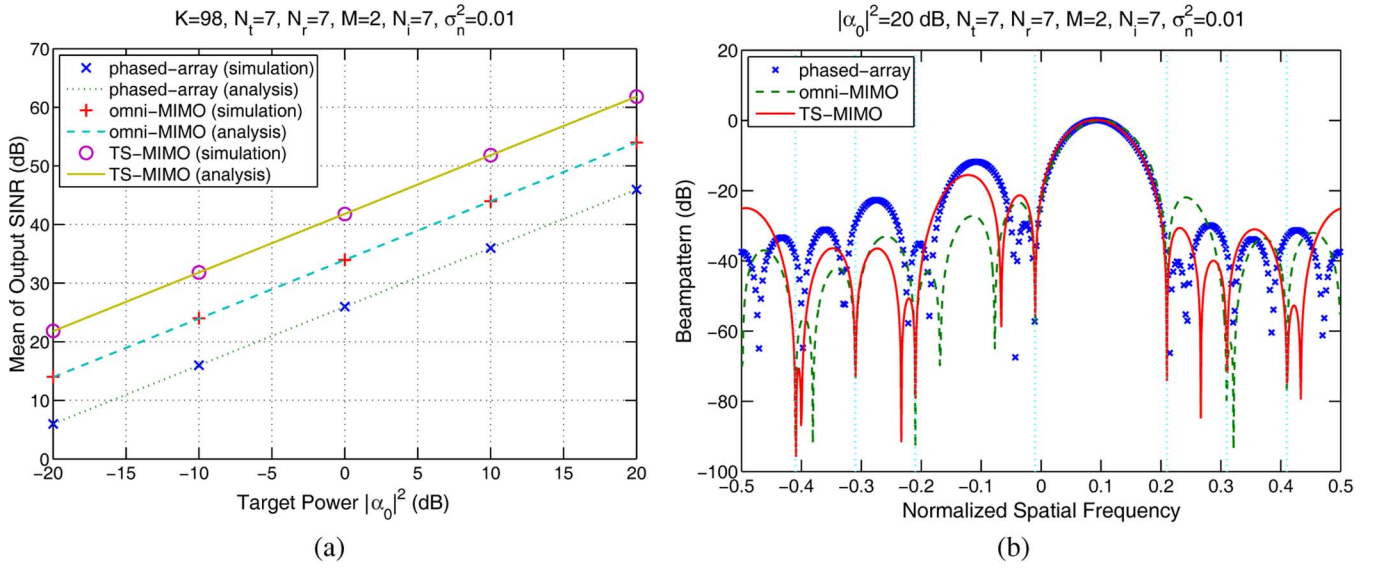 K=98, N_t=7, N_r=7, M=2, N_i=7, σ_n^2=0.01
70
60
50
40
30
20
10
0
Mean of Output SINR (dB)
phased-array (simulation)
phased-array (analysis)
omni-MIMO (simulation)
omni-MIMO (analysis)
TS-MIMO (simulation)
TS-MIMO (analysis)
−20 −15 −10 −5 0 5 10 15 20
Target Power |α_0|^2 (dB)
(a)
|α_0|^2=20 dB, N_t=7, N_r=7, M=2, N_i=7, σ_n^2=0.01
20
0
−20
−40
−60
−80
−100
Beampattern (dB)
phased-array
omni-MIMO
TS-MIMO
−0.5 −0.4 −0.3 −0.2 −0.1 0 0.1 0.2 0.3 0.4 0.5
Normalized Spatial Frequency
(b)